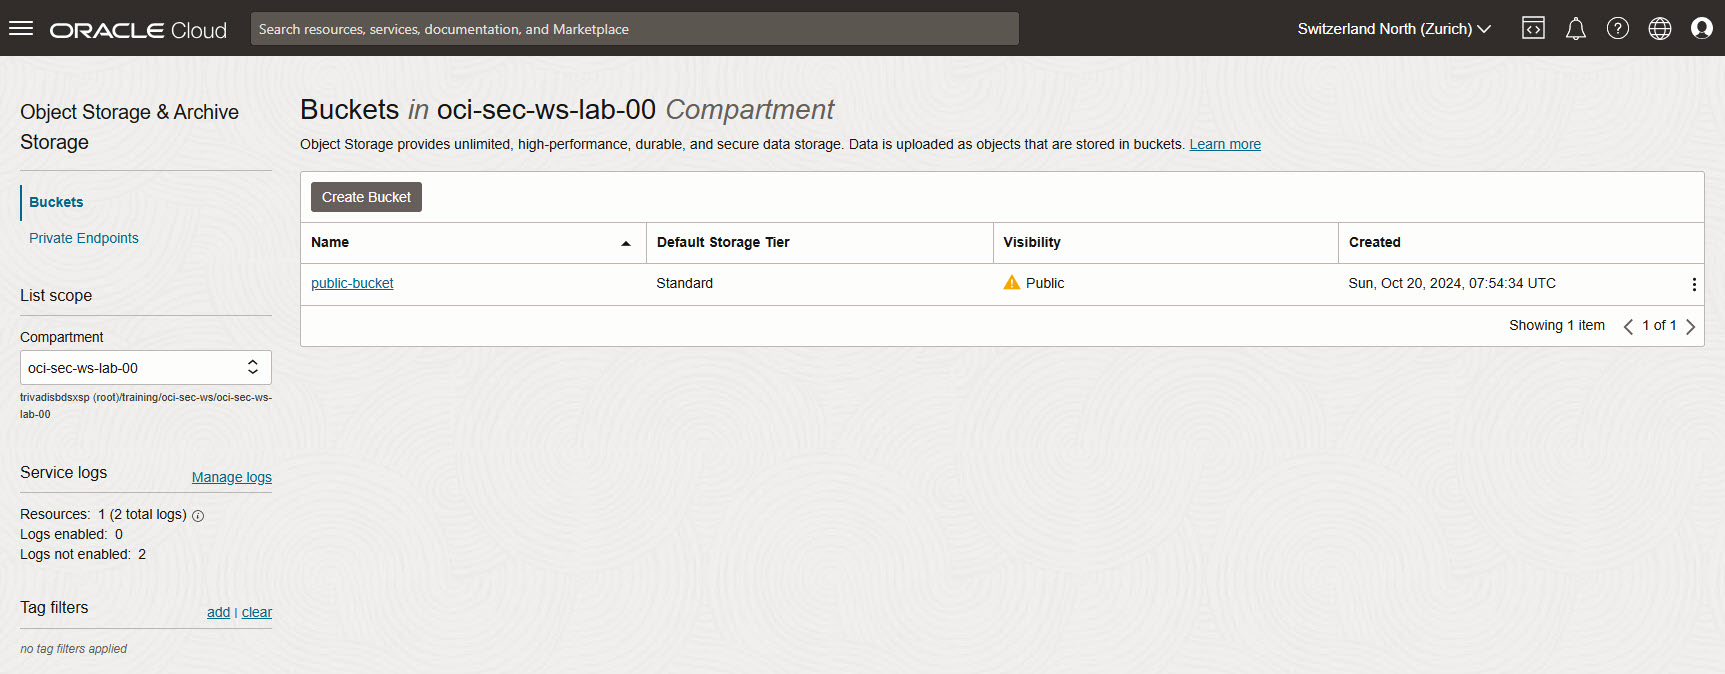 ORACLE Cloud
Search resources, services, documentation, and Marketplace
Switzerland North (Zurich)
Object Storage & Archive
Storage
Buckets
Private Endpoints
List scope
Compartment
oci-sec-ws-lab-00
trivadisbdsxsp (root)/training/oci-sec-ws/oci-sec-ws-
lab-00
Service logs
Manage logs
Resources: 1 (2 total logs)
Logs enabled: 0
Logs not enabled: 2
Tag filters
add | clear
no tag filters applied
Buckets in oci-sec-ws-lab-00 Compartment
Object Storage provides unlimited, high-performance, durable, and secure data storage. Data is uploaded as objects that are stored in buckets. Learn more
Create Bucket
Name Default Storage Tier Visibility Created
public-bucket Standard Public Sun, Oct 20, 2024, 07:54:34 UTC
Showing 1 item 1 of 1